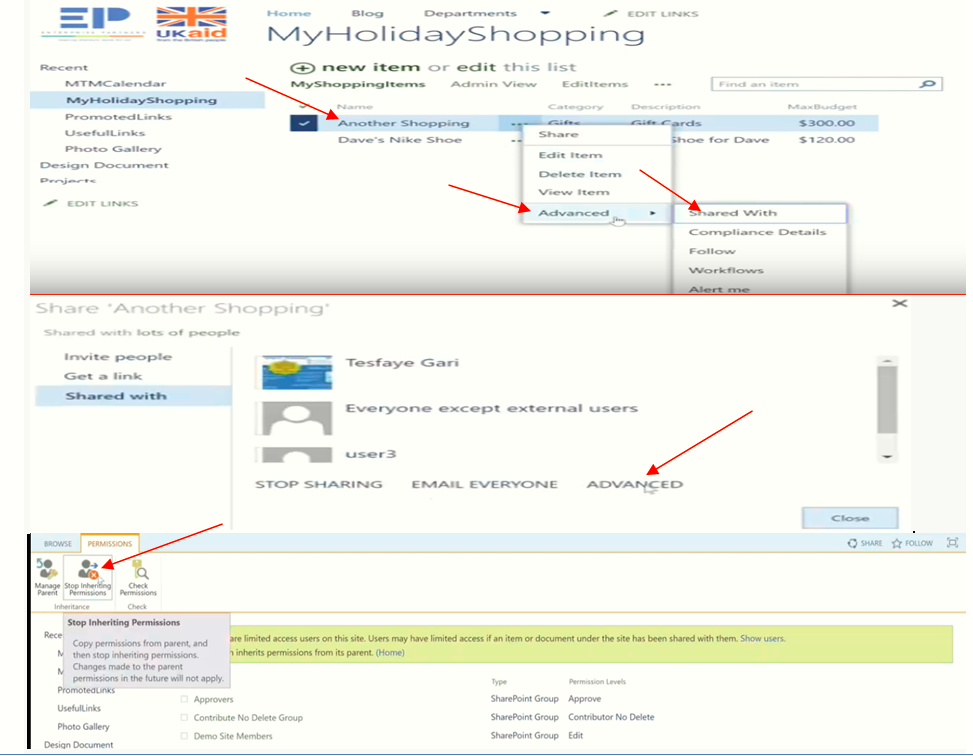 EP
UKaid
from the British people
Home Blog Departments EDIT LINKS
MyHolidayShopping
Recent
MTMCalendar
MyHolidayShopping
PromotedLinks
UsefulLinks
Photo Gallery
Design Document
Projects
EDIT LINKS
new item or edit this list
MyShoppingItems Admin View EditItems ... Find an item
Name Category Description MaxBudget
Another Shopping ... Gifts Gift Cards $300.00
Dave's Nike Shoe Shoe for Dave $120.00
Share
Edit Item
Delete Item
View Item
Advanced
Shared With
Compliance Details
Follow
Workflows
Alert me
Share 'Another Shopping'
Shared with lots of people
Invite people
Get a link
Shared with
Tesfaye Gari
Everyone except external users
user3
STOP SHARING EMAIL EVERYONE ADVANCED
Close
BROWSE PERMISSIONS SHARE FOLLOW
Manage Parent
Stop Inheriting Permissions
Check Permissions
Inheritance Check
Stop Inheriting Permissions
Copy permissions from parent, and
then stop inheriting permissions.
Changes made to the parent
permissions in the future will not apply.
are limited access users on this site. Users may have limited access if an item or document under the site has been shared with them. Show users.
inherits permissions from its parent. (Home)
Rece
M
M
PromotedLinks
UsefulLinks
Photo Gallery
Design Document
Type Permission Levels
Approvers SharePoint Group Approve
Contribute No Delete Group SharePoint Group Contributor No Delete
Demo Site Members SharePoint Group Edit